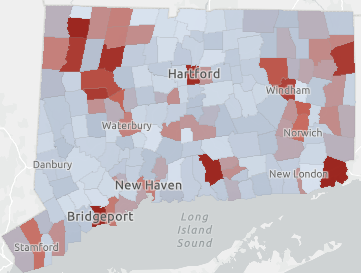 Hartford
Windham
Waterbury
Norwich
Danbury
New Haven
New London
Bridgeport
Long
Island
Sound
Stamford